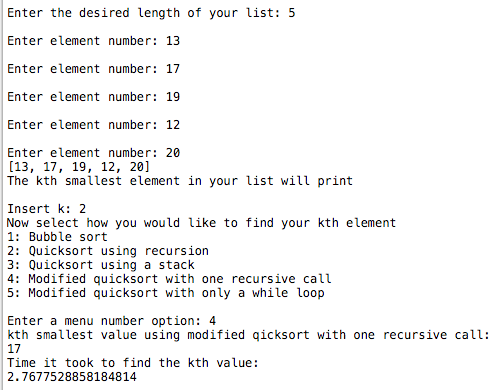 Enter the desired length of your list: 5
Enter element number: 13
Enter element number: 17
Enter element number: 19
Enter element number: 12
Enter element number: 20
[13, 17, 19, 12, 20]
The kth smallest element in your list will print
Insert k: 2
Now select how you would like to find your kth element
1: Bubble sort
2: Quicksort using recursion
3: Quicksort using a stack
4: Modified quicksort with one recursive call
5: Modified quicksort with only a while loop
Enter a menu number option: 4
kth smallest value using modified qicksort with one recursive call:
17
Time it took to find the kth value:
2.7677528858184814